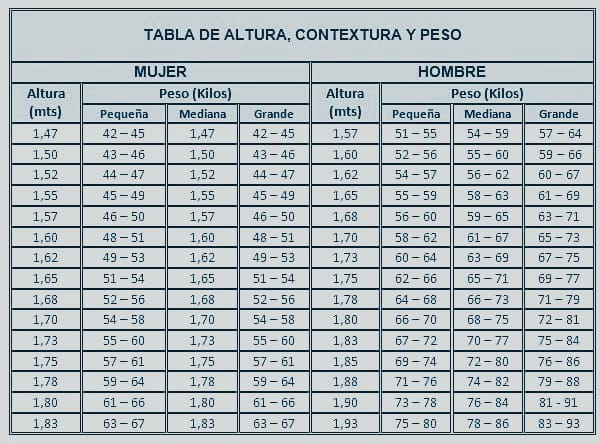 TABLA DE ALTURA, CONTEXTURA Y PESO
MUJER HOMBRE
Altura (mts) Peso (Kilos) Altura (mts) Peso (Kilos)
Pequeña Mediana Grande Pequeña Mediana Grande
1,47 42 – 45 1,47 42 – 45 1,57 51 – 55 54 – 59 57 – 64
1,50 43 – 46 1,50 43 – 46 1,60 52 – 56 55 – 60 59 – 66
1,52 44 – 47 1,52 44 – 47 1,62 54 – 57 56 – 62 60 – 67
1,55 45 – 49 1,55 45 – 49 1,65 55 – 59 58 – 63 61 – 69
1,57 46 – 50 1,57 46 – 50 1,68 56 – 60 59 – 65 63 – 71
1,60 48 – 51 1,60 48 – 51 1,70 58 – 62 61 – 67 65 – 73
1,62 49 – 53 1,62 49 – 53 1,73 60 – 64 63 – 69 67 – 75
1,65 51 – 54 1,65 51 – 54 1,75 62 – 66 65 – 71 69 – 77
1,68 52 – 56 1,68 52 – 56 1,78 64 – 68 66 – 73 71 – 79
1,70 54 – 58 1,70 54 – 58 1,80 66 – 70 68 – 75 72 – 81
1,73 55 – 60 1,73 55 – 60 1,83 67 – 72 70 – 77 75 – 84
1,75 57 – 61 1,75 57 – 61 1,85 69 – 74 72 – 80 76 – 86
1,78 59 – 64 1,78 59 – 64 1,88 71 – 76 74 – 82 79 – 88
1,80 61 – 66 1,80 61 – 66 1,90 73 – 78 76 – 84 81 - 91
1,83 63 – 67 1,83 63 – 67 1,93 75 – 80 78 – 86 83 – 93